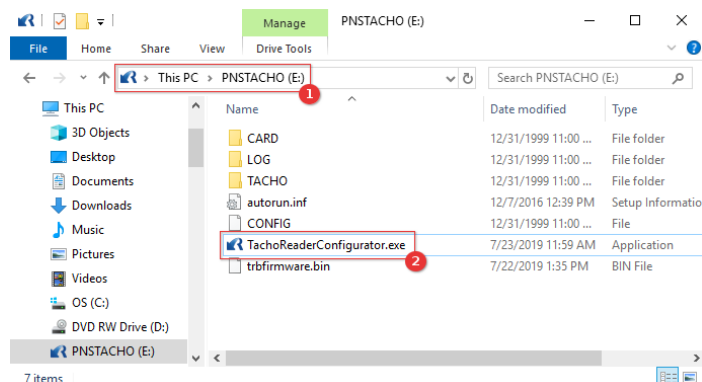 Manage PNSTACHO (E:)
File Home Share View Drive Tools
This PC > PNSTACHO (E:) Search PNSTACHO (E:)
1
This PC
3D Objects
Desktop
Documents
Downloads
Music
Pictures
Videos
OS (C:)
DVD RW Drive (D:)
PNSTACHO (E:)
Name Date modified Type
CARD 12/31/1999 11:00 ... File folder
LOG 12/31/1999 11:00 ... File folder
TACHO 12/31/1999 11:00 ... File folder
autorun.inf 12/7/2016 12:39 PM Setup Informatio
CONFIG 12/31/1999 11:00 ... File
TachoReaderConfigurator.exe 7/23/2019 11:59 AM Application
2
trbfirmware.bin 7/22/2019 1:35 PM BIN File
7 items